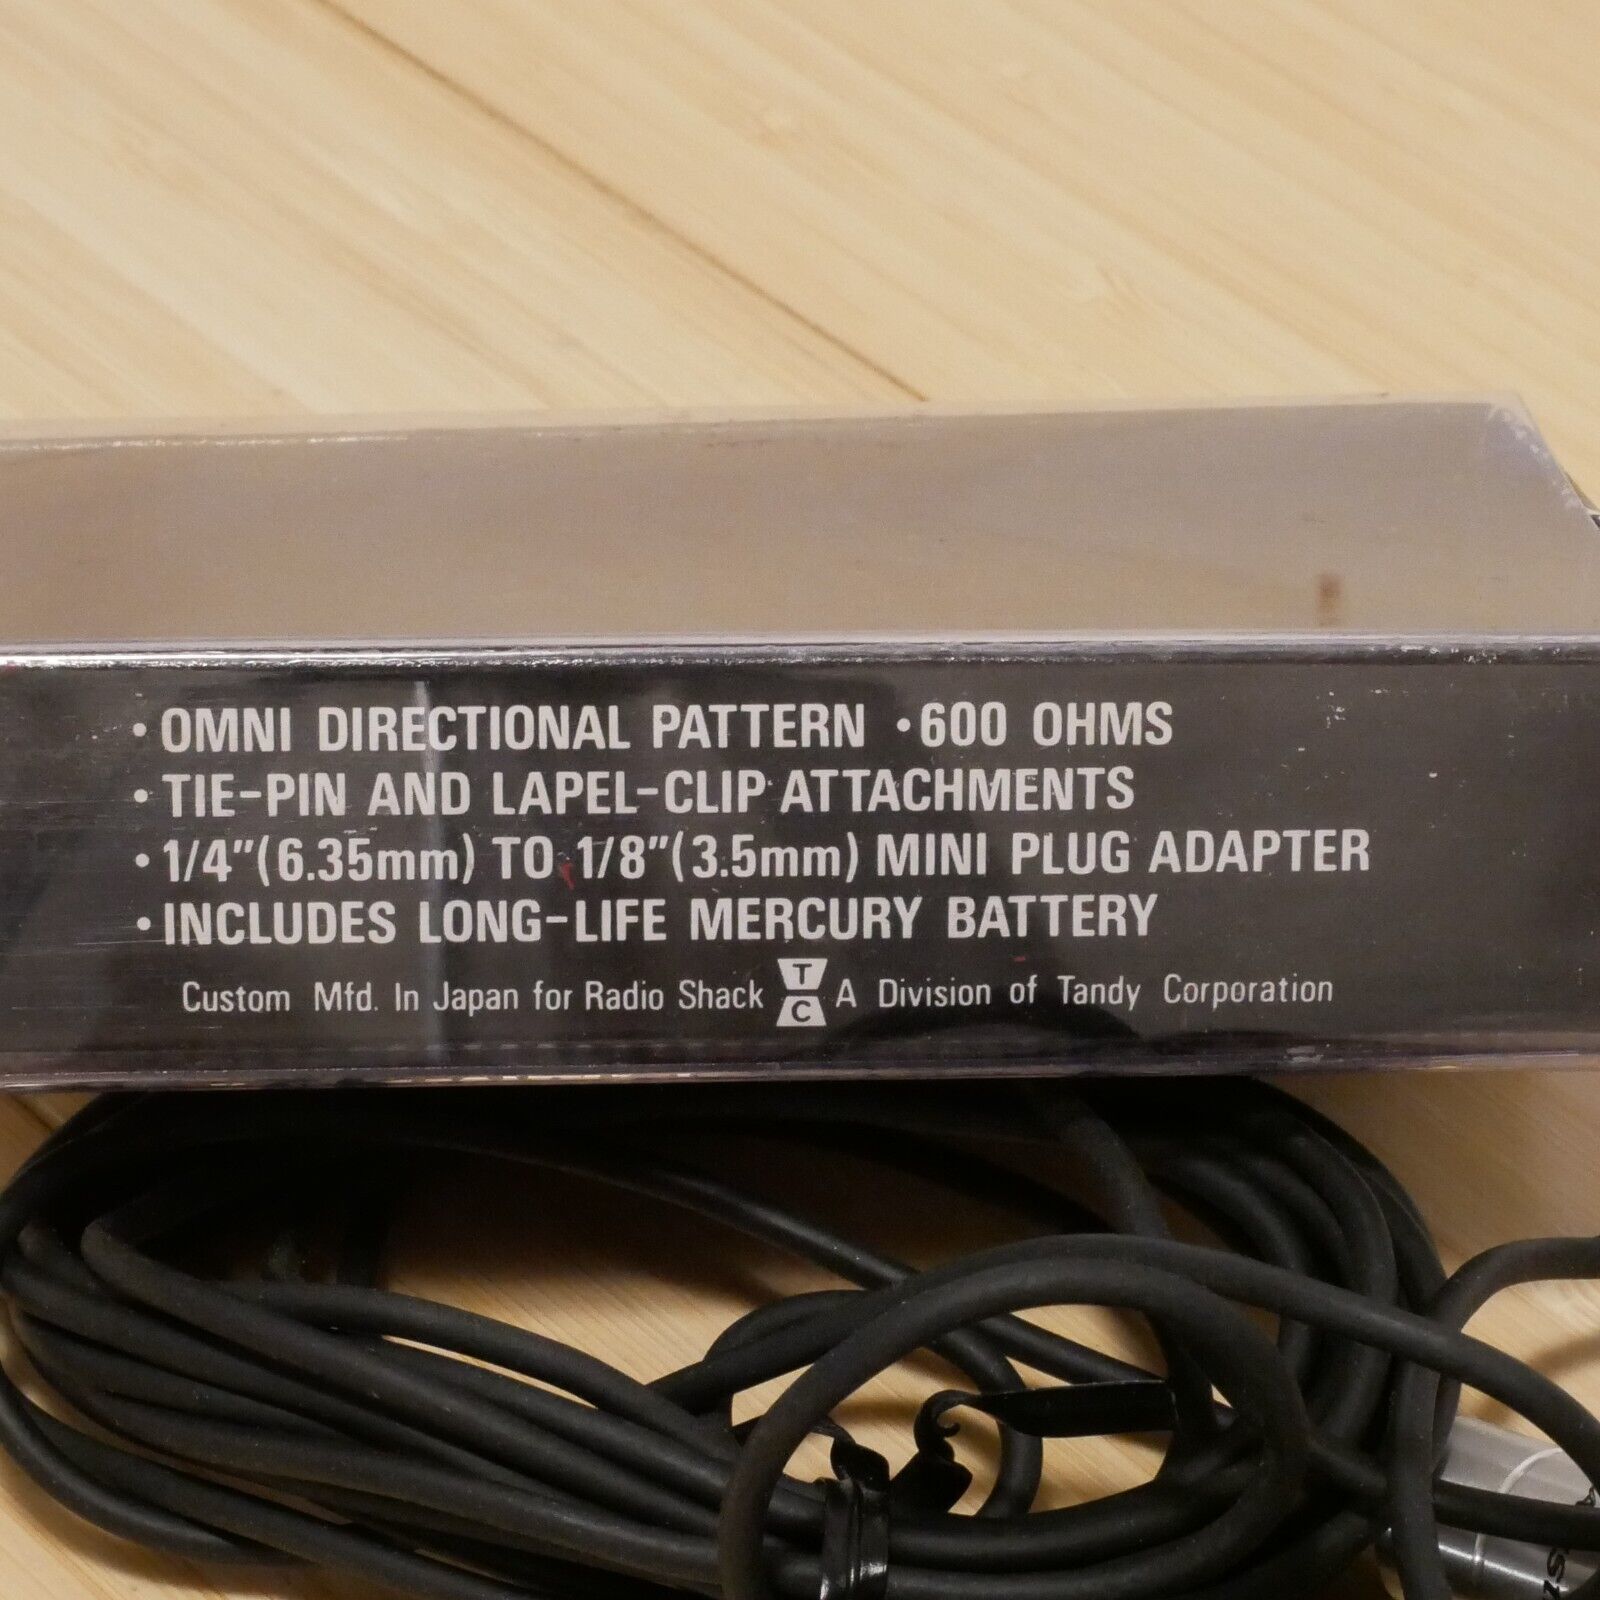 • OMNI DIRECTIONAL PATTERN • 600 OHMS
• TIE-PIN AND LAPEL-CLIP ATTACHMENTS
• 1/4"(6.35mm) TO 1/8"(3.5mm) MINI PLUG ADAPTER
• INCLUDES LONG-LIFE MERCURY BATTERY
Custom Mfd. In Japan for Radio Shack T C A Division of Tandy Corporation